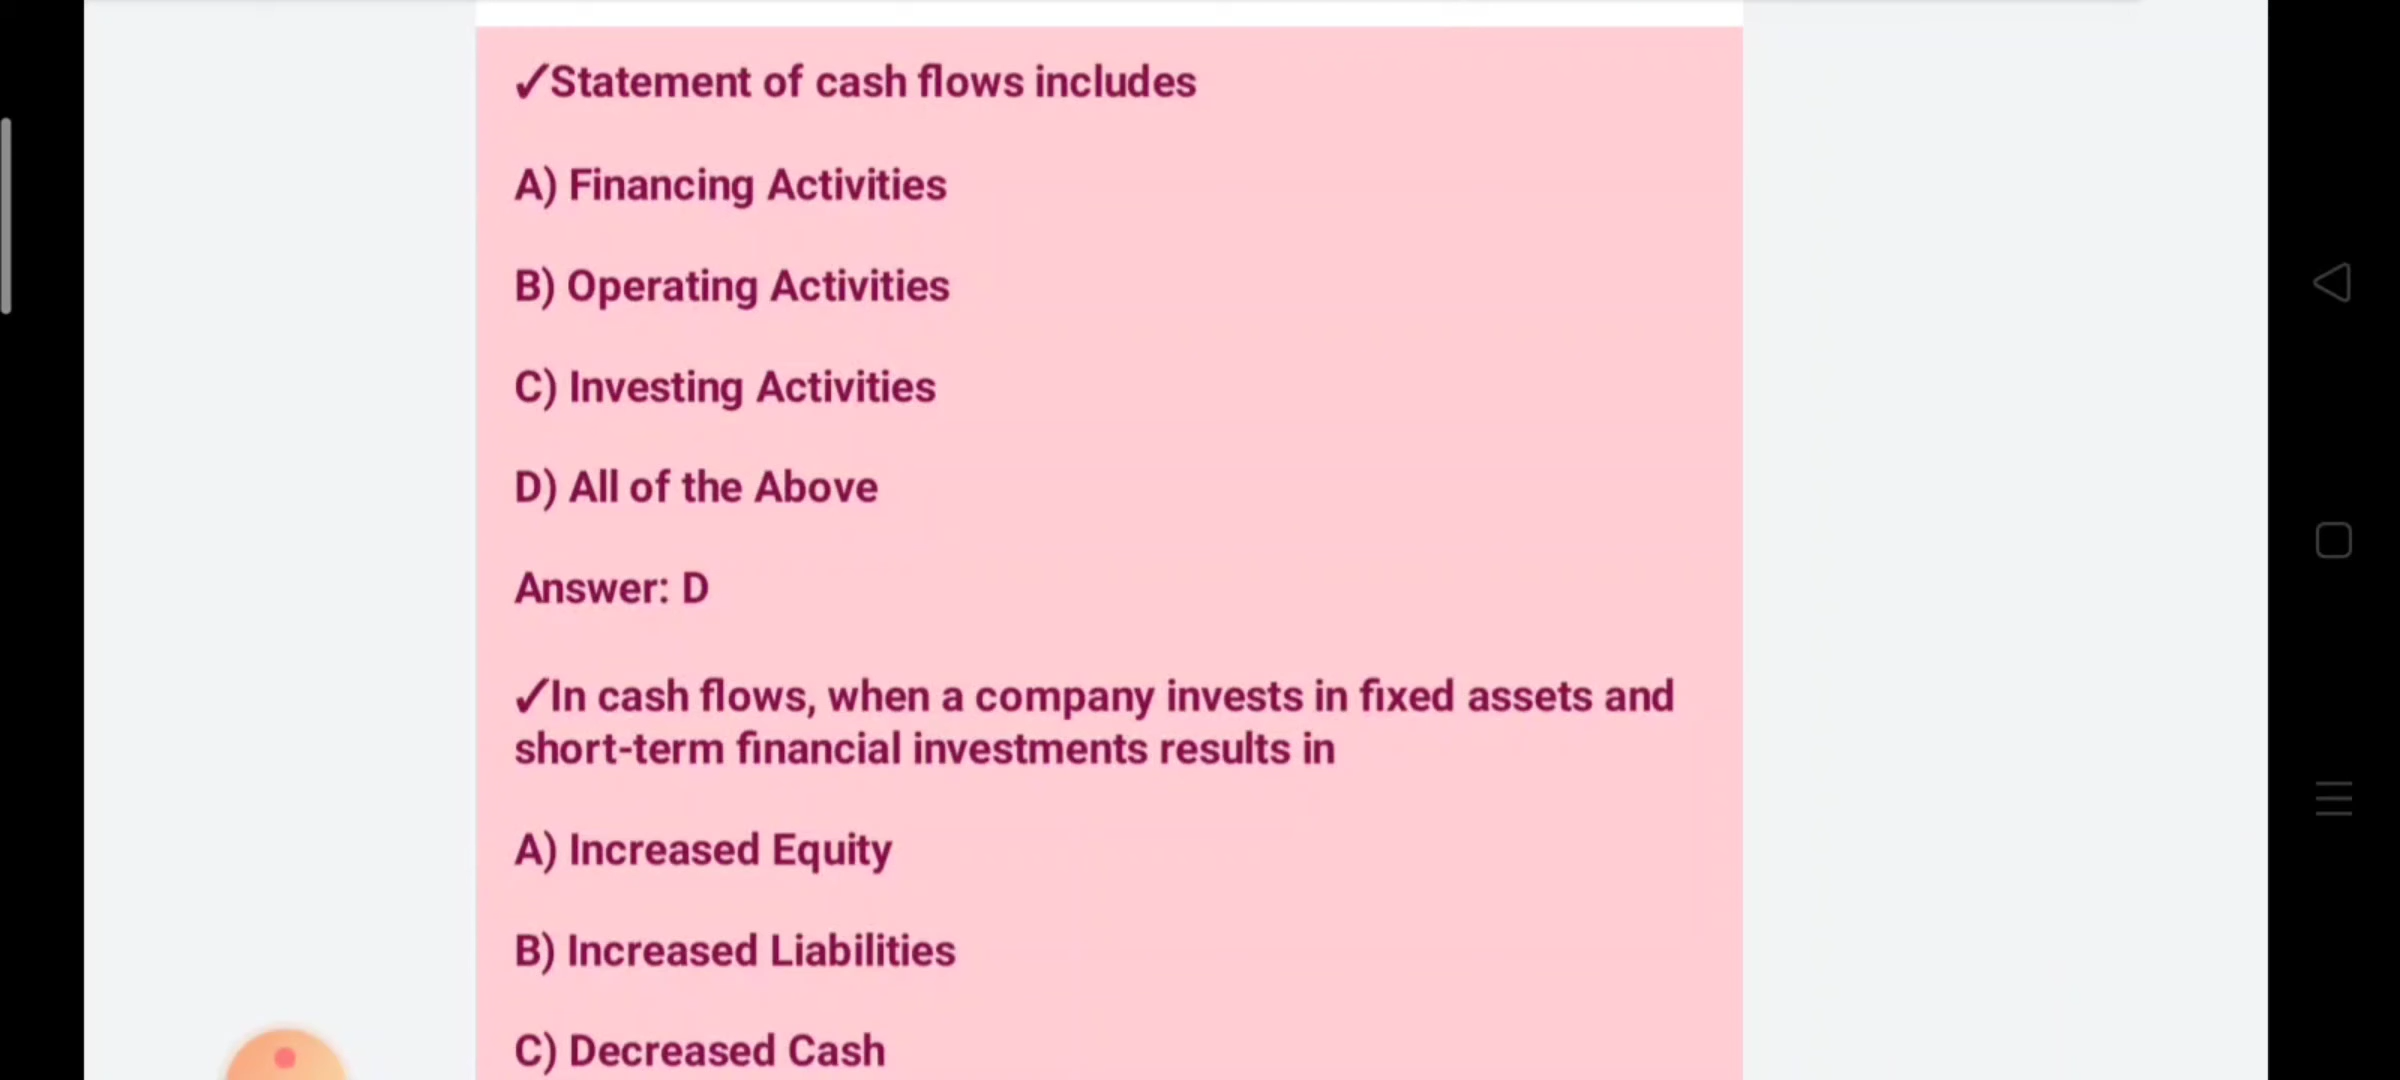 ✓Statement of cash flows includes
A) Financing Activities
B) Operating Activities
C) Investing Activities
D) All of the Above
Answer: D
✓In cash flows, when a company invests in fixed assets and
short-term financial investments results in
A) Increased Equity
B) Increased Liabilities
C) Decreased Cash